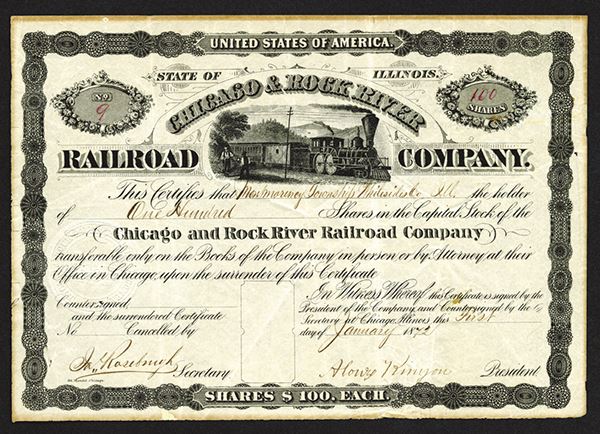 UNITED STATES OF AMERICA.
STATE OF ILLINOIS.
No.
9
100
SHARES
CHICAGO & ROCK RIVER
RAILROAD COMPANY.
This Certifies that Montmorency Township Whiteside Co. Ill. the holder
of One Hundred Shares in the Capital Stock of the
Chicago and Rock River Railroad Company
transferable only on the Books of the Company in person or by Attorney at their
Office in Chicago, upon the surrender of this Certificate
Countersigned,
and the surrendered Certificate
No Cancelled by
In Witness Whereof this Certificate is signed by the
President of the Company and Countersigned by the
Secretary at Chicago, Illinois, this First
day of January 1872
Secretary
Alonzo Kinyon President
SHARES $ 100, EACH.